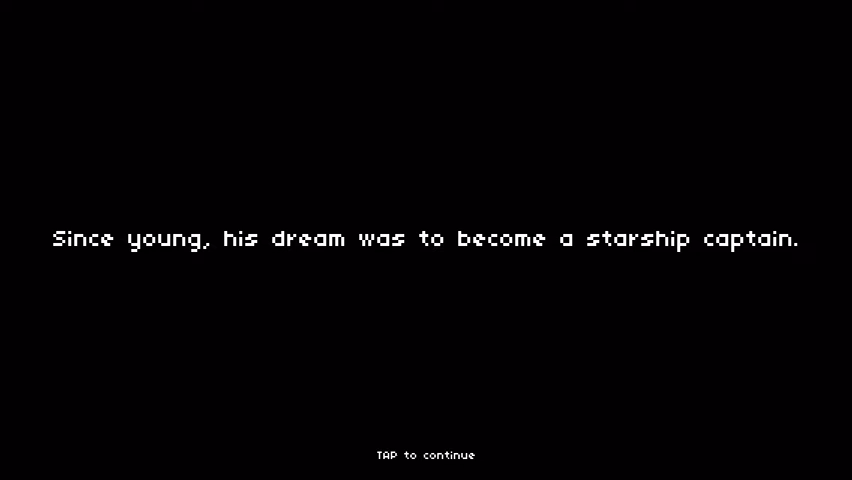 Since young, his dream was to become a starship captain.
TAP to continue